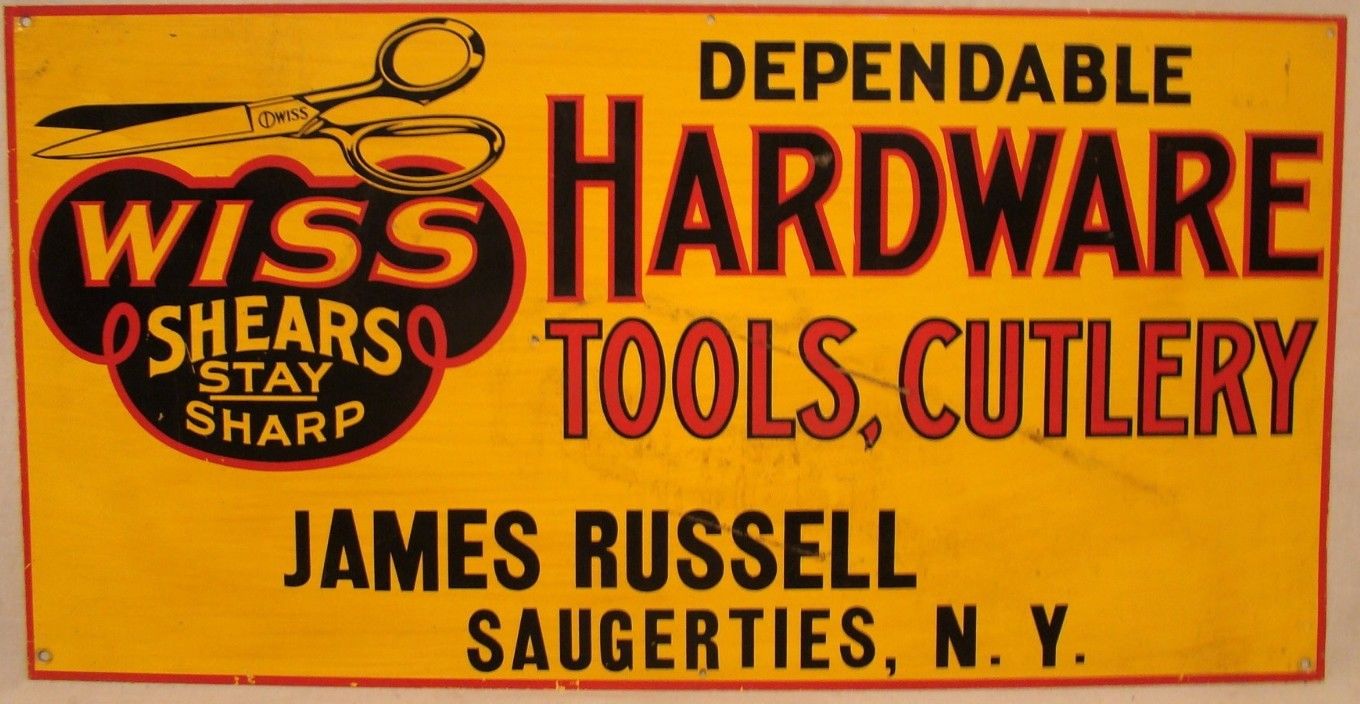 WISS
WISS
SHEARS
STAY
SHARP
DEPENDABLE
HARDWARE
TOOLS, CUTLERY
JAMES RUSSELL
SAUGERTIES, N. Y.